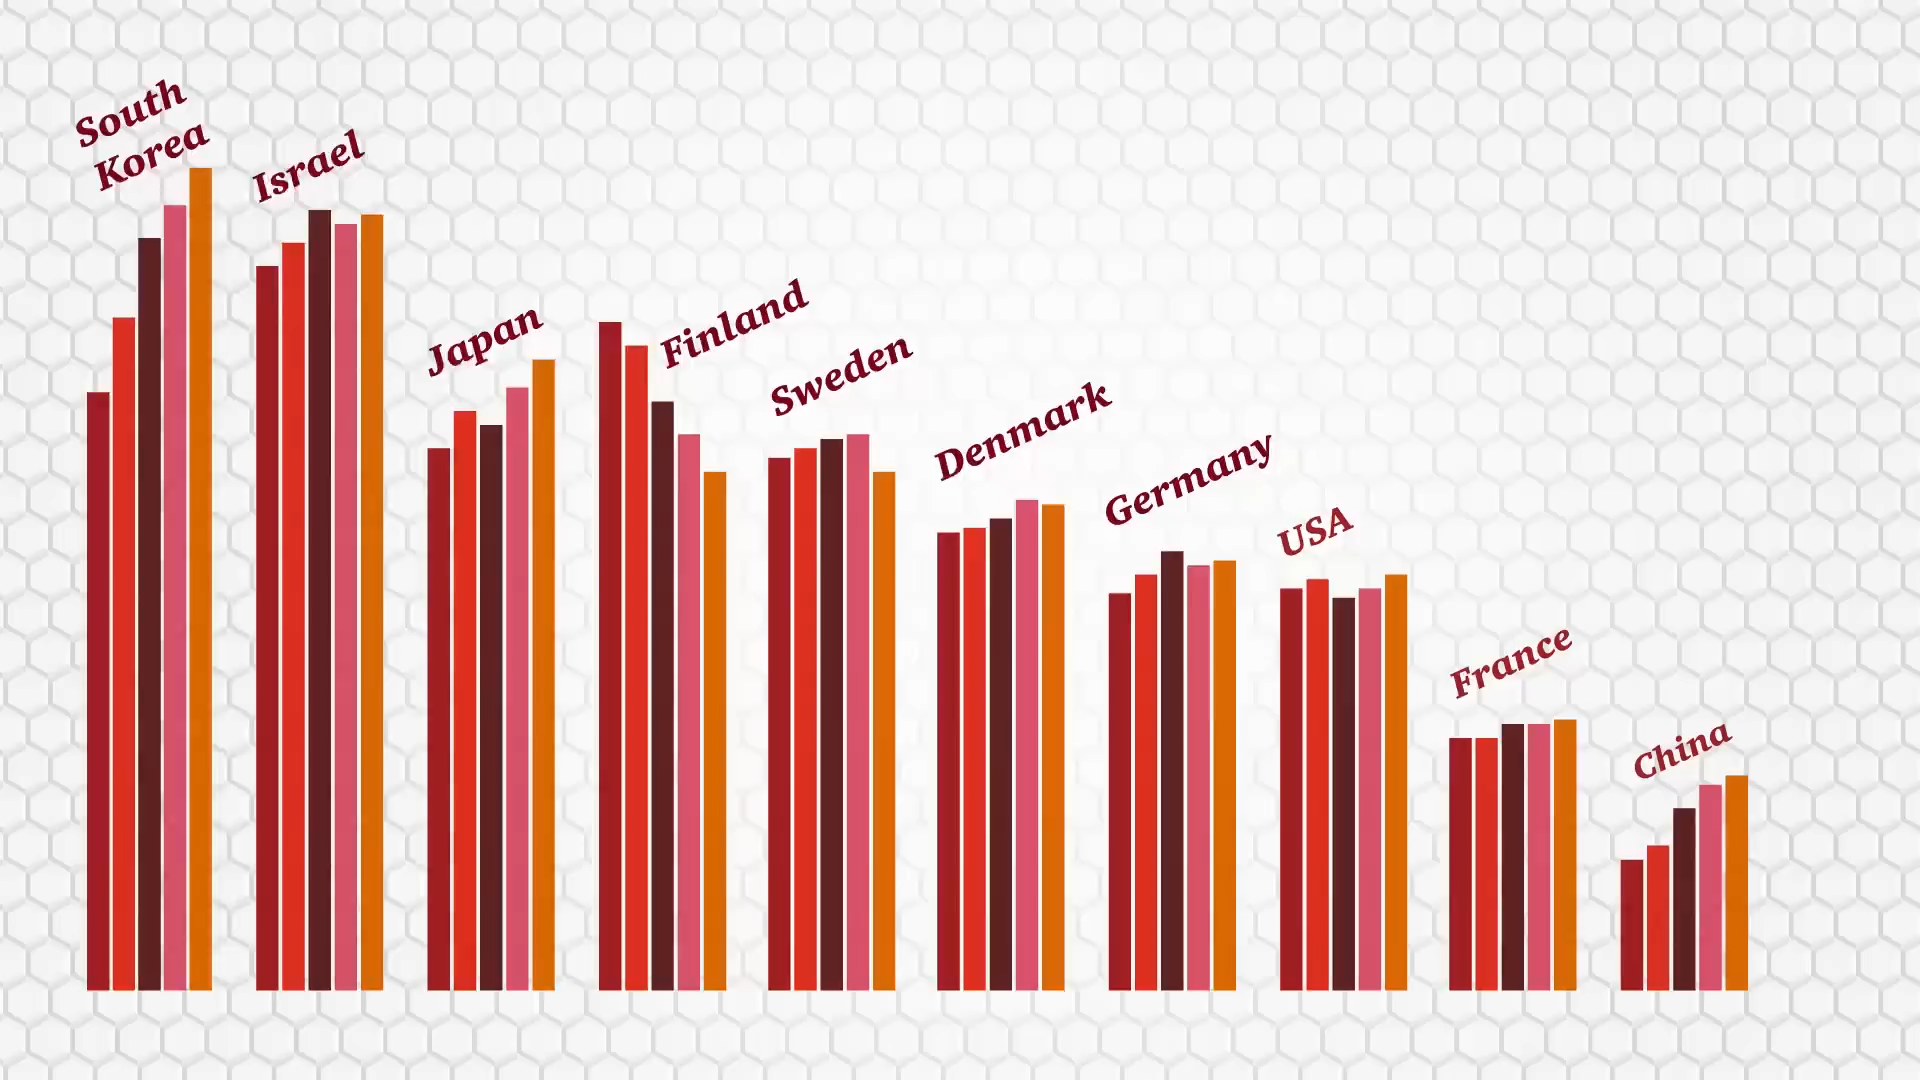 South
Korea
Israel
Japan
Finland
Sweden
Denmark
Germany
USA
France
China